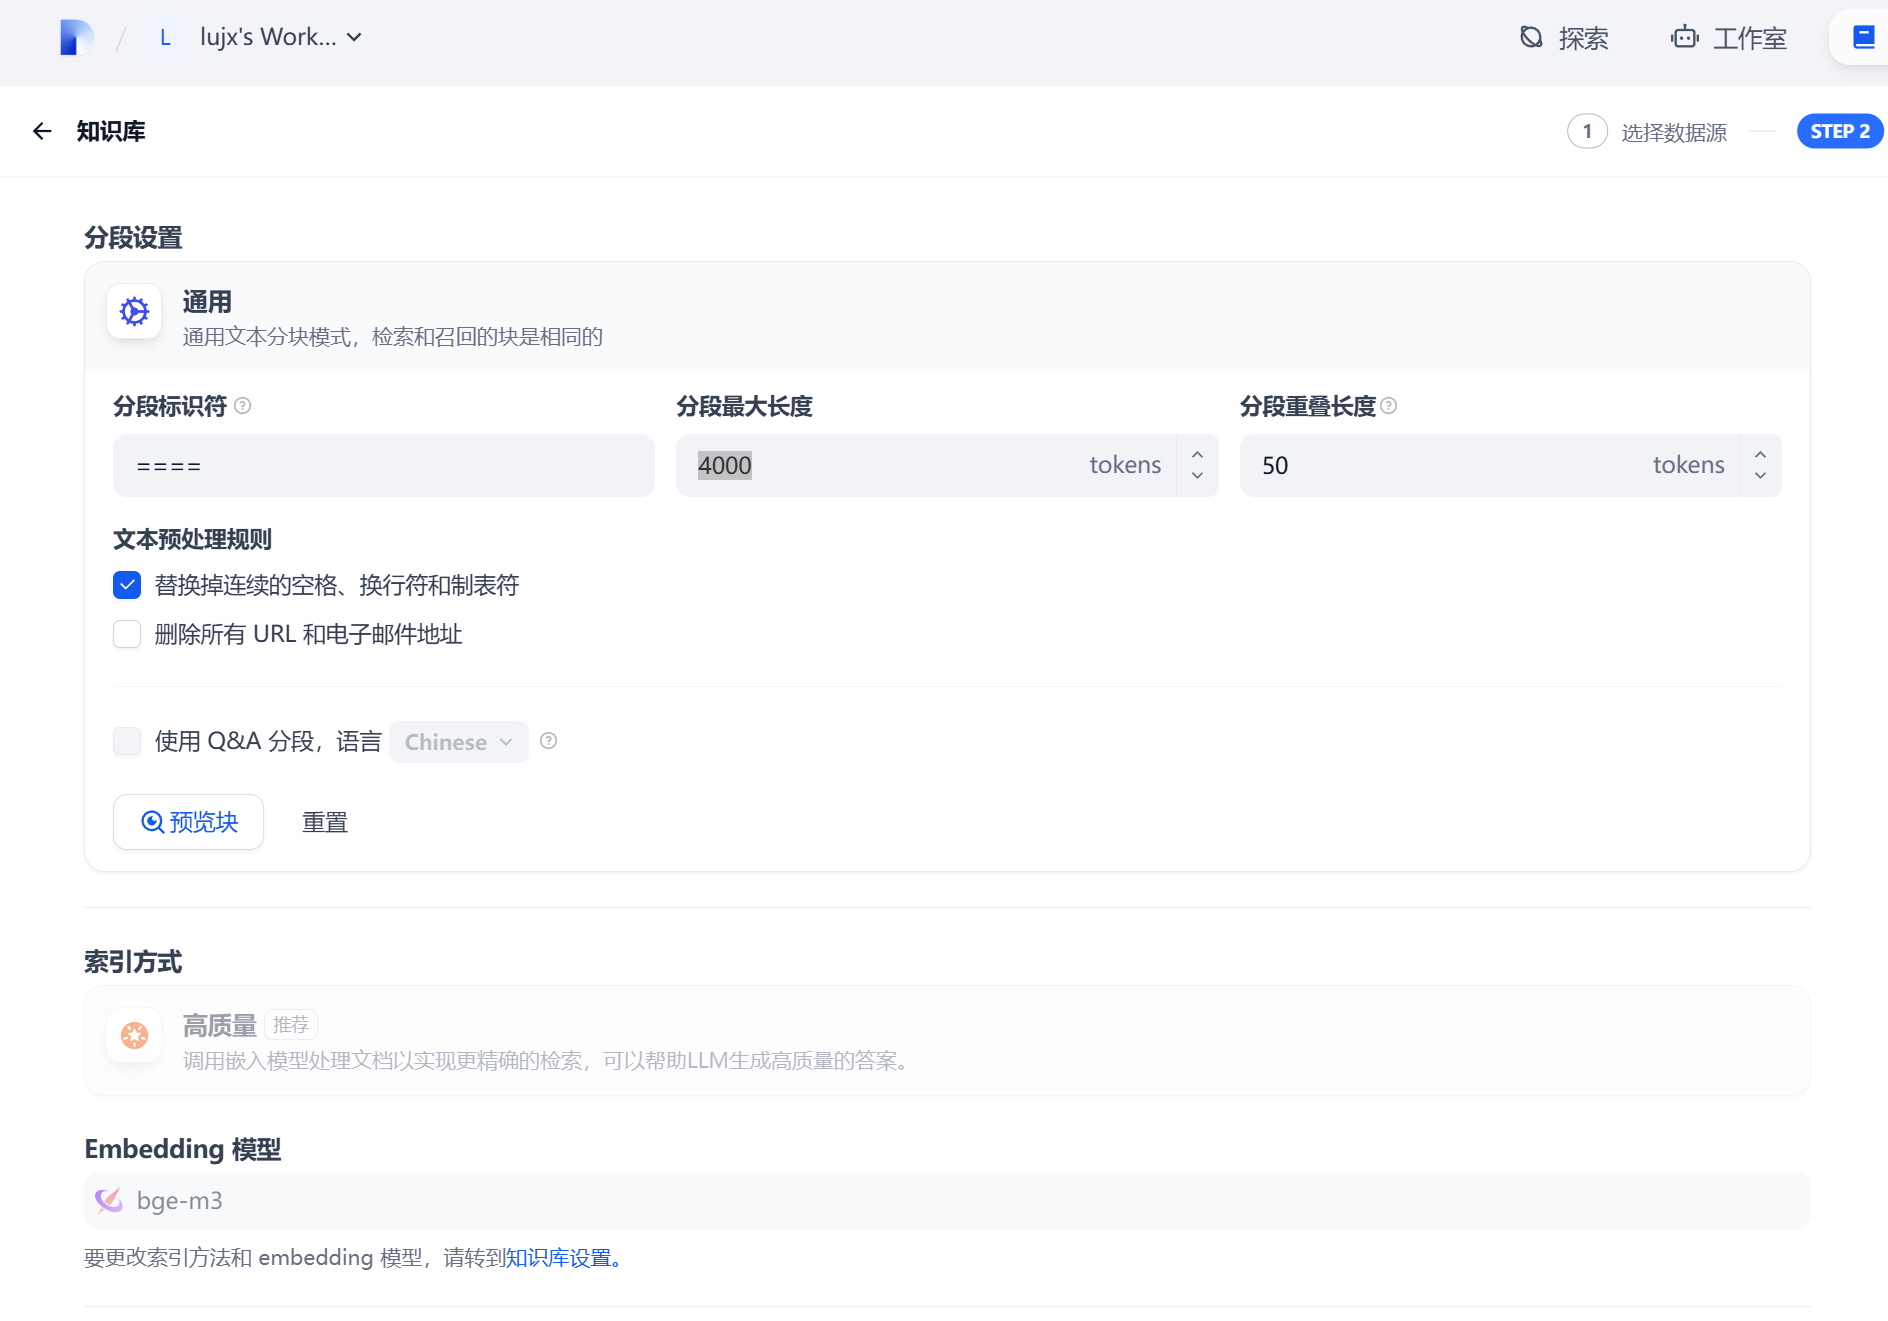 / L lujx's Work... 探索 工作室
知识库 1 选择数据源 STEP 2
分段设置
通用
通用文本分块模式，检索和召回的块是相同的
分段标识符 分段最大长度 分段重叠长度
==== 4000 tokens 50 tokens
文本预处理规则
替换掉连续的空格、换行符和制表符
删除所有 URL 和电子邮件地址
使用 Q&A 分段，语言 Chinese
预览块 重置
索引方式
高质量 推荐
调用嵌入模型处理文档以实现更精确的检索，可以帮助LLM生成高质量的答案。
Embedding 模型
bge-m3
要更改索引方法和 embedding 模型，请转到知识库设置。